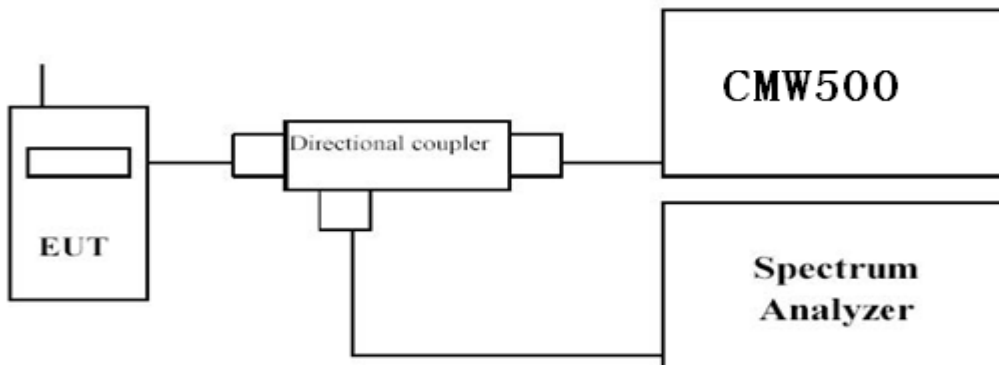 CMW500
Directional coupler
EUT
Spectrum
Analyzer